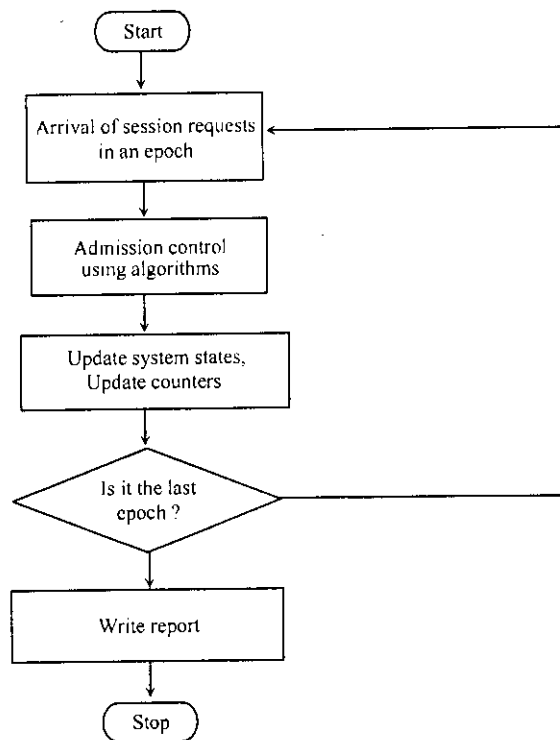 Start
Arrival of session requests
in an epoch
Admission control
using algorithms
Update system states,
Update counters
Is it the last
epoch ?
Write report
Stop